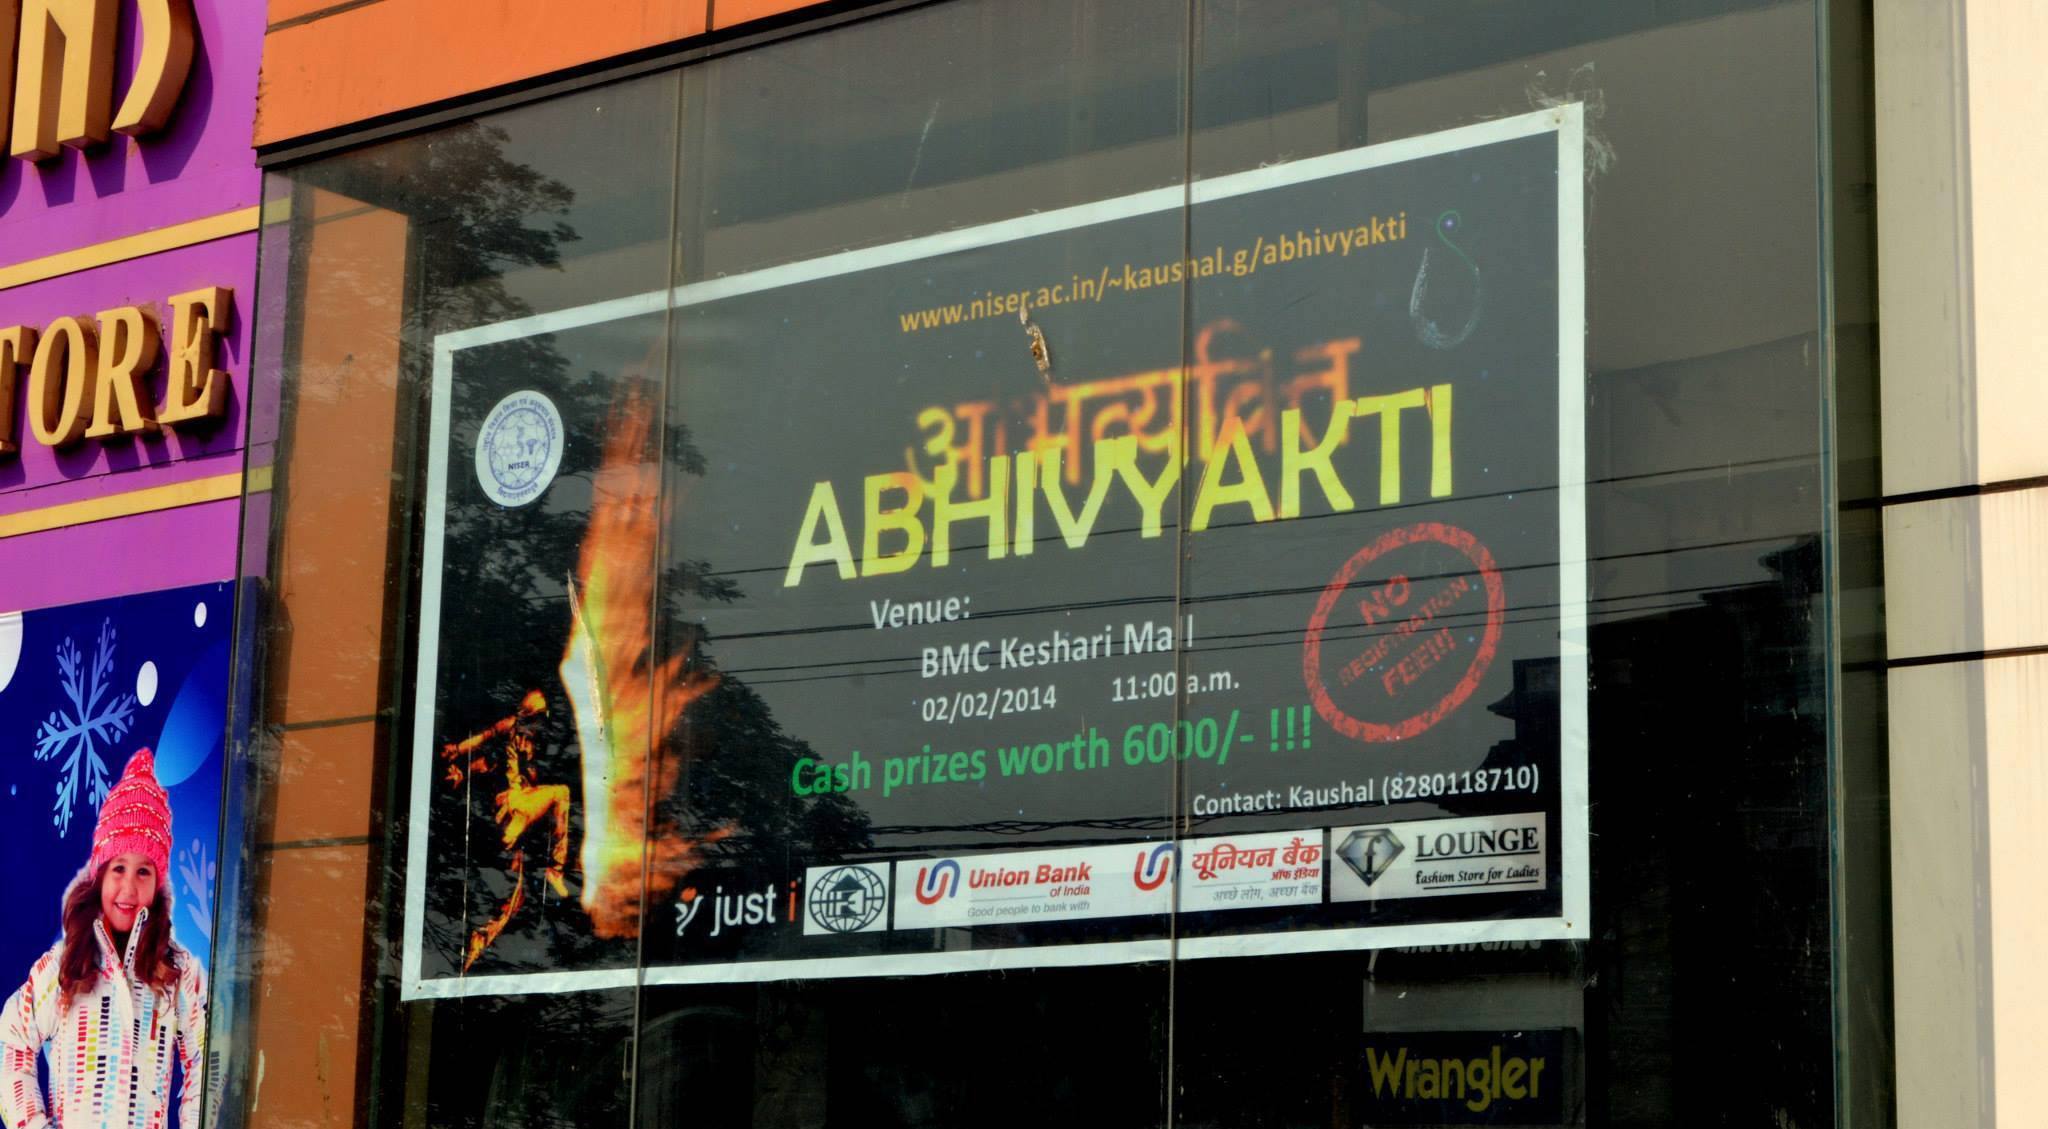 TORE
www.niser.ac.in/~kaushal.g/abhivyakti
अभिव्यक्ति
ABHIVYAKTI
NISER
Venue:
BMC Keshari Mall
02/02/2014 11:00 a.m.
NO
REGISTRATION
FEE!!!
Cash prizes worth 6000/- !!!
Contact: Kaushal (8280118710)
just i
Union Bank
of India
Good people to bank with
यूनियन बैंक
ऑफ इंडिया
अच्छे लोग, अच्छा बैंक
f LOUNGE
fashion Store for Ladies
Wrangler